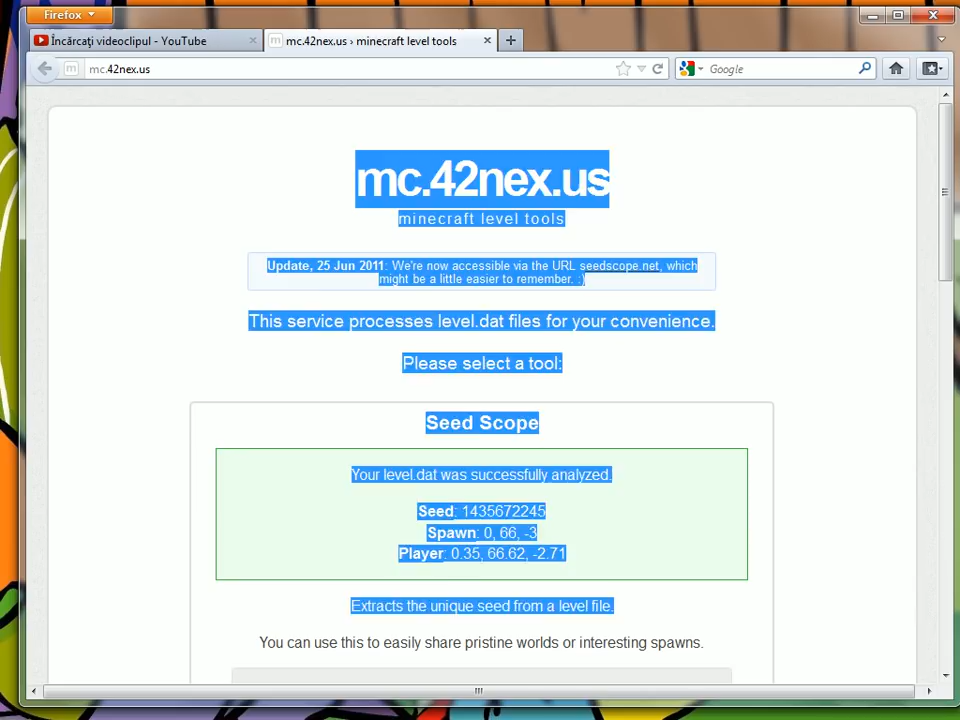 Firefox
Încărcaţi videoclipul - YouTube
mc.42nex.us › minecraft level tools
mc.42nex.us
Google
mc.42nex.us
minecraft level tools
Update, 25 Jun 2011: We're now accessible via the URL seedscope.net, which
might be a little easier to remember. :)
This service processes level.dat files for your convenience.
Please select a tool:
Seed Scope
Your level.dat was successfully analyzed.
Seed: 1435672245
Spawn: 0, 66, -3
Player: 0.35, 66.62, -2.71
Extracts the unique seed from a level file.
You can use this to easily share pristine worlds or interesting spawns.